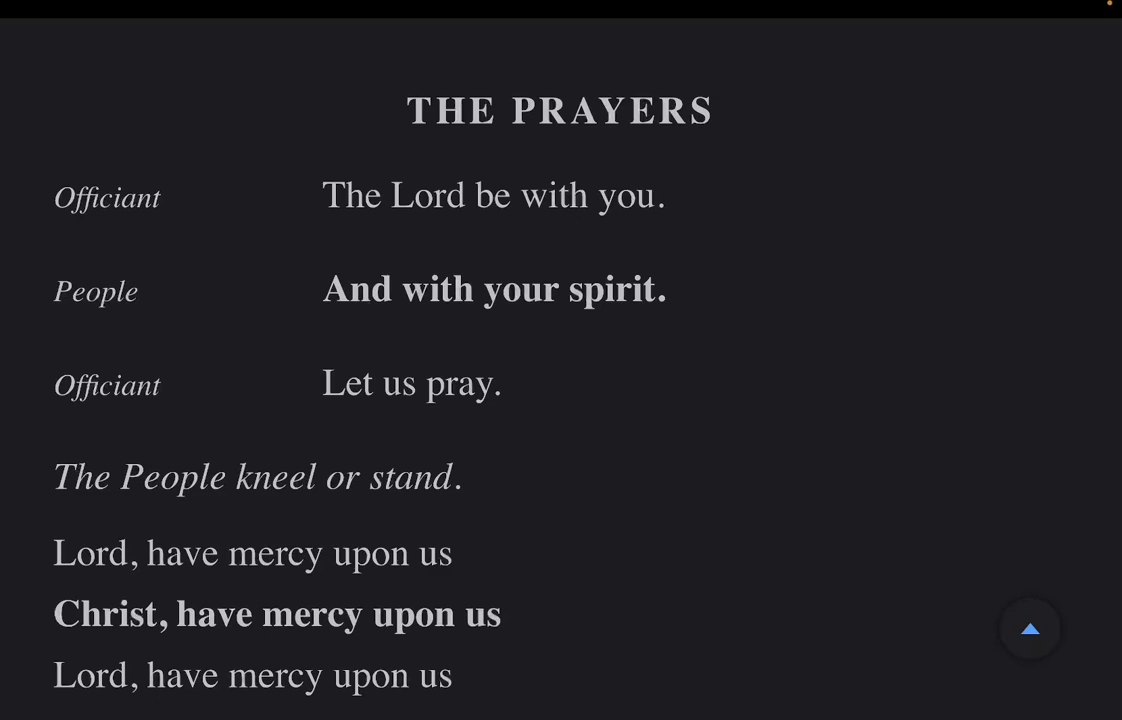 THE PRAYERS
Officiant The Lord be with you.
People And with your spirit.
Officiant Let us pray.
The People kneel or stand.
Lord, have mercy upon us
Christ, have mercy upon us
Lord, have mercy upon us